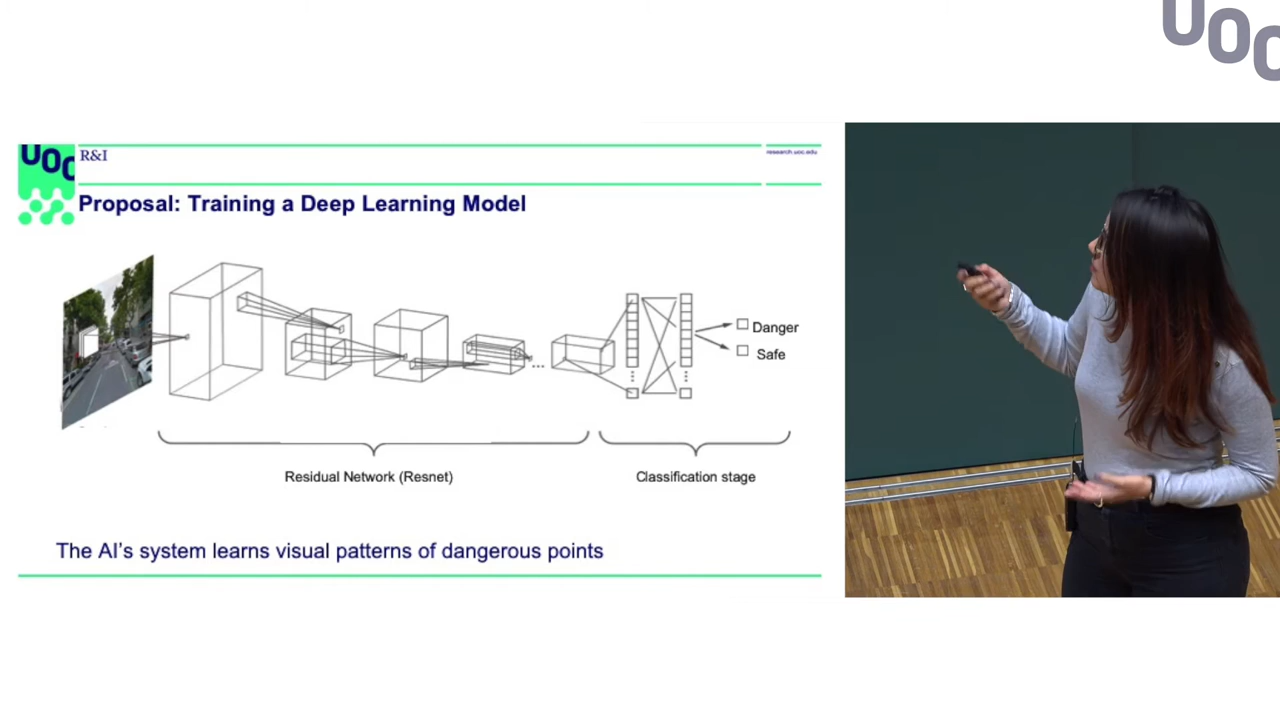 UOC
UOC
R&I
research.uoc.edu
Proposal: Training a Deep Learning Model
Danger
Safe
...
Residual Network (Resnet)
Classification stage
The AI's system learns visual patterns of dangerous points